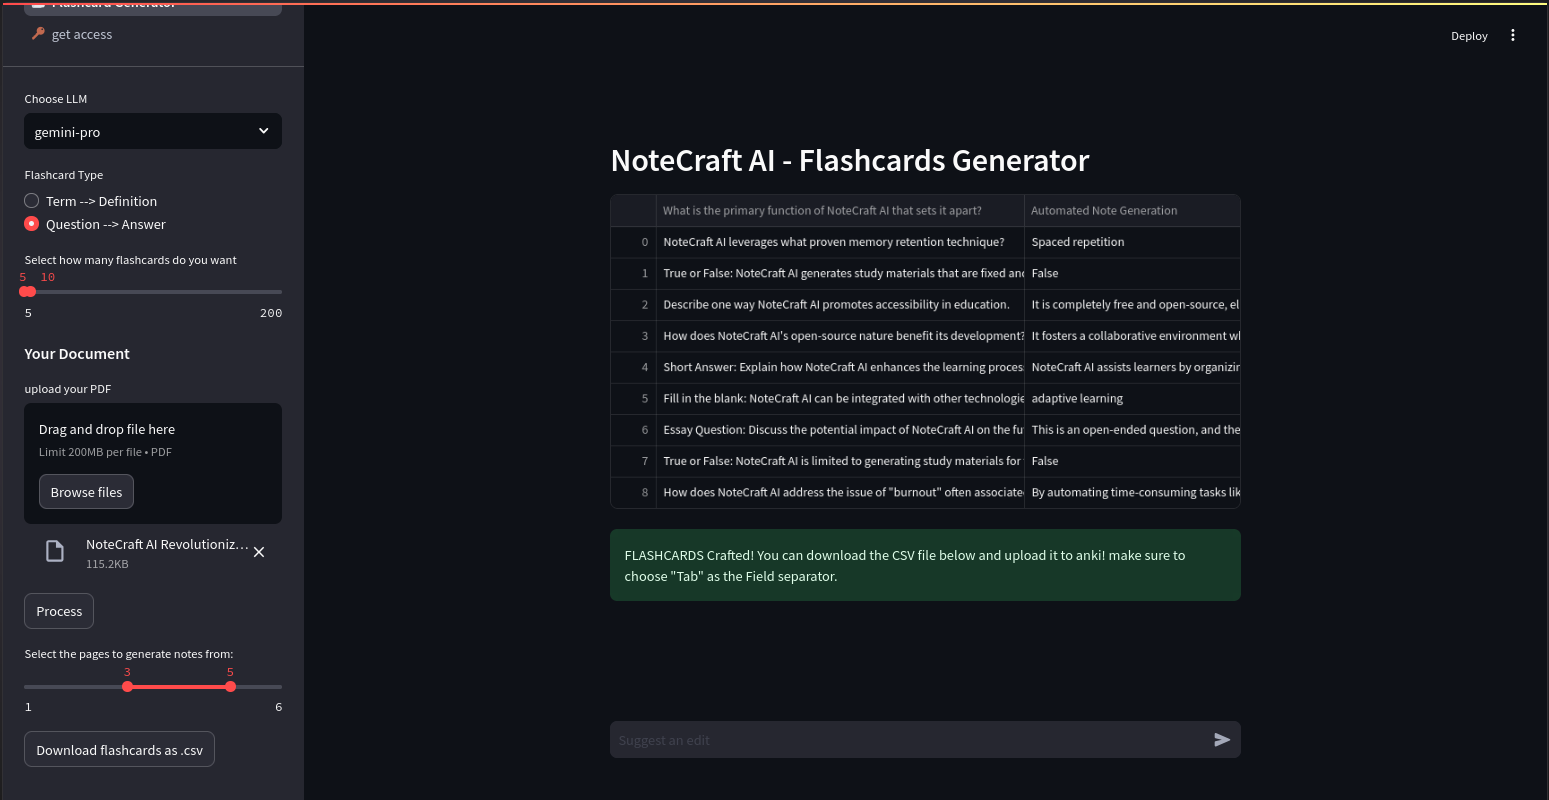 Flashcard Generator
get access
Choose LLM
gemini-pro
Flashcard Type
Term --> Definition
Question --> Answer
Select how many flashcards do you want
5 10
5 200
Your Document
upload your PDF
Drag and drop file here
Limit 200MB per file • PDF
Browse files
NoteCraft AI Revolutioniz...
115.2KB
Process
Select the pages to generate notes from:
3 5
1 6
Download flashcards as .csv
Deploy
NoteCraft AI - Flashcards Generator
What is the primary function of NoteCraft AI that sets it apart? Automated Note Generation
0 NoteCraft AI leverages what proven memory retention technique? Spaced repetition
1 True or False: NoteCraft AI generates study materials that are fixed and False
2 Describe one way NoteCraft AI promotes accessibility in education. It is completely free and open-source, el
3 How does NoteCraft AI's open-source nature benefit its development? It fosters a collaborative environment wh
4 Short Answer: Explain how NoteCraft AI enhances the learning proces NoteCraft AI assists learners by organizin
5 Fill in the blank: NoteCraft AI can be integrated with other technologie adaptive learning
6 Essay Question: Discuss the potential impact of NoteCraft AI on the fu This is an open-ended question, and the
7 True or False: NoteCraft AI is limited to generating study materials for False
8 How does NoteCraft AI address the issue of "burnout" often associate By automating time-consuming tasks lik
FLASHCARDS Crafted! You can download the CSV file below and upload it to anki! make sure to
choose "Tab" as the Field separator.
Suggest an edit